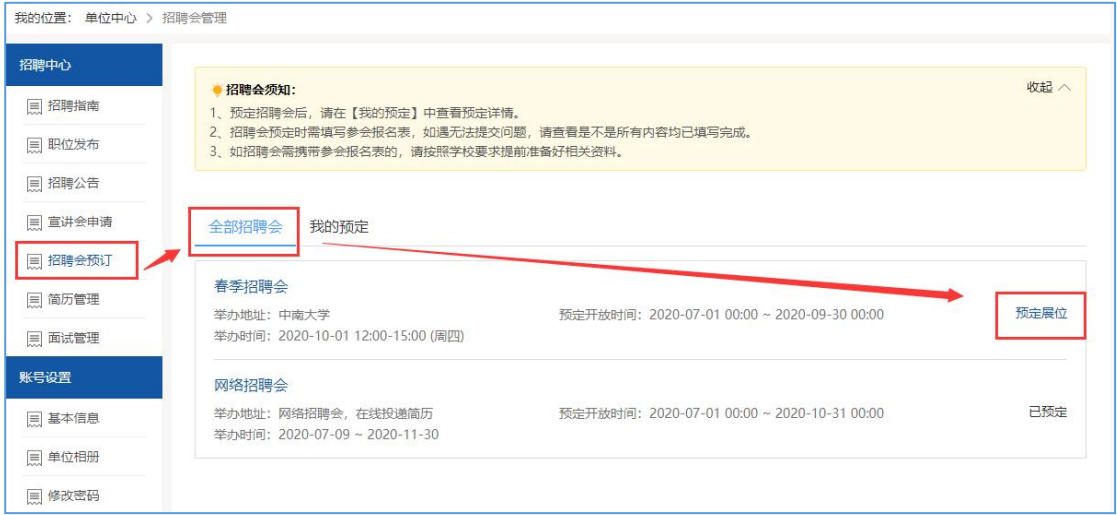 我的位置： 单位中心 > 招聘会管理
招聘中心
招聘指南
职位发布
招聘公告
宣讲会申请
招聘会预订
简历管理
面试管理
账号设置
基本信息
单位相册
修改密码
招聘会须知：
收起
1、预定招聘会后，请在【我的预定】中查看预定详情。
2、招聘会预定时需填写参会报名表，如遇无法提交问题，请查看是不是所有内容均已填写完成。
3、如招聘会需携带参会报名表的，请按照学校要求提前准备好相关资料。
全部招聘会 我的预定
春季招聘会
举办地址：中南大学 预定开放时间：2020-07-01 00:00 ~ 2020-09-30 00:00 预定展位
举办时间：2020-10-01 12:00-15:00 (周四)
网络招聘会
举办地址：网络招聘会，在线投递简历 预定开放时间：2020-07-01 00:00 ~ 2020-10-31 00:00 已预定
举办时间：2020-07-09 ~ 2020-11-30